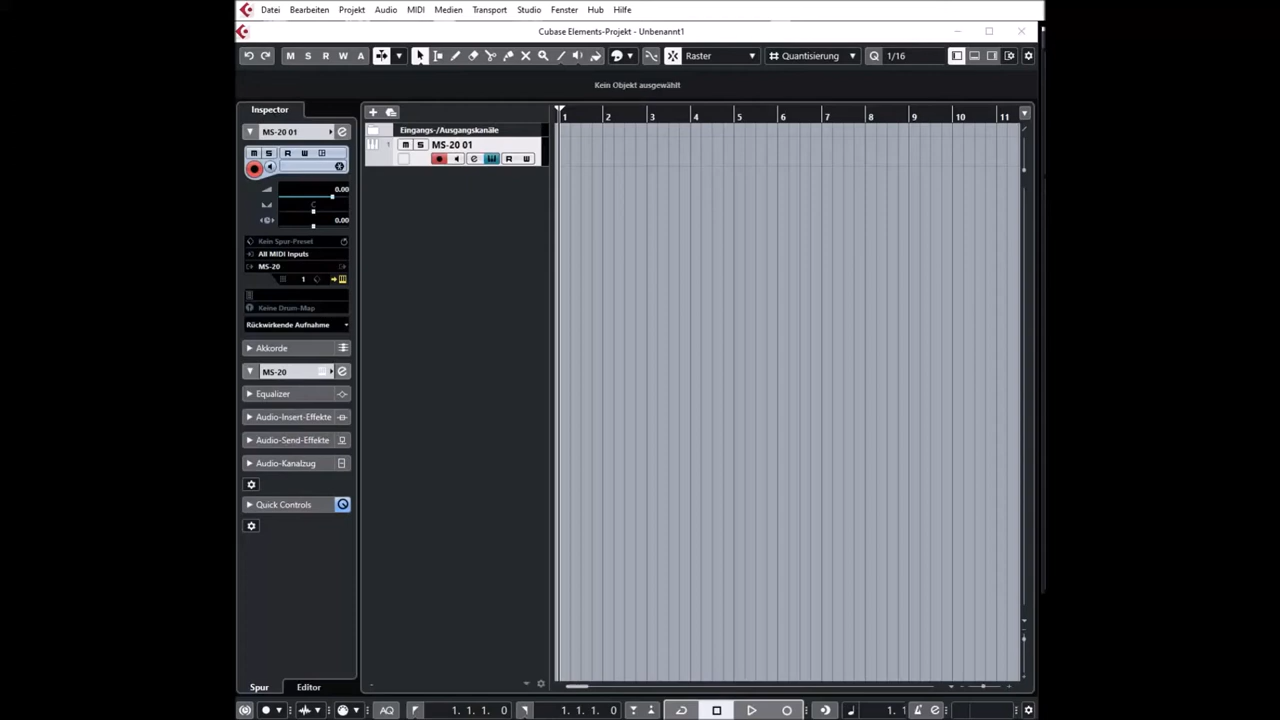 Datei Bearbeiten Projekt Audio MIDI Medien Transport Studio Fenster Hub Hilfe
Cubase Elements-Projekt - Unbenannt1
M S R W A Raster Quantisierung 1/16
Kein Objekt ausgewählt
Inspector
1 2 3 4 5 6 7 8 9 10 11
MS-20 01
Eingangs-/Ausgangskanäle
1 m S MS-20 01
R W
m S R W
0.00
C
0.00
Kein Spur-Preset
All MIDI Inputs
MS-20
1
Keine Drum-Map
Rückwirkende Aufnahme
Akkorde
MS-20
Equalizer
Audio-Insert-Effekte
Audio-Send-Effekte
Audio-Kanalzug
Quick Controls
Spur Editor
AQ 1. 1. 1. 0 1. 1. 1. 0 1. 1